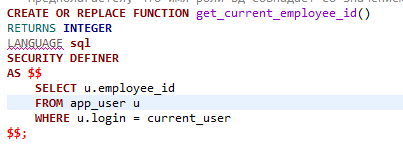 CREATE OR REPLACE FUNCTION get_current_employee_id()
RETURNS INTEGER
LANGUAGE sql
SECURITY DEFINER
AS $$
SELECT u.employee_id
FROM app_user u
WHERE u.login = current_user
$$;